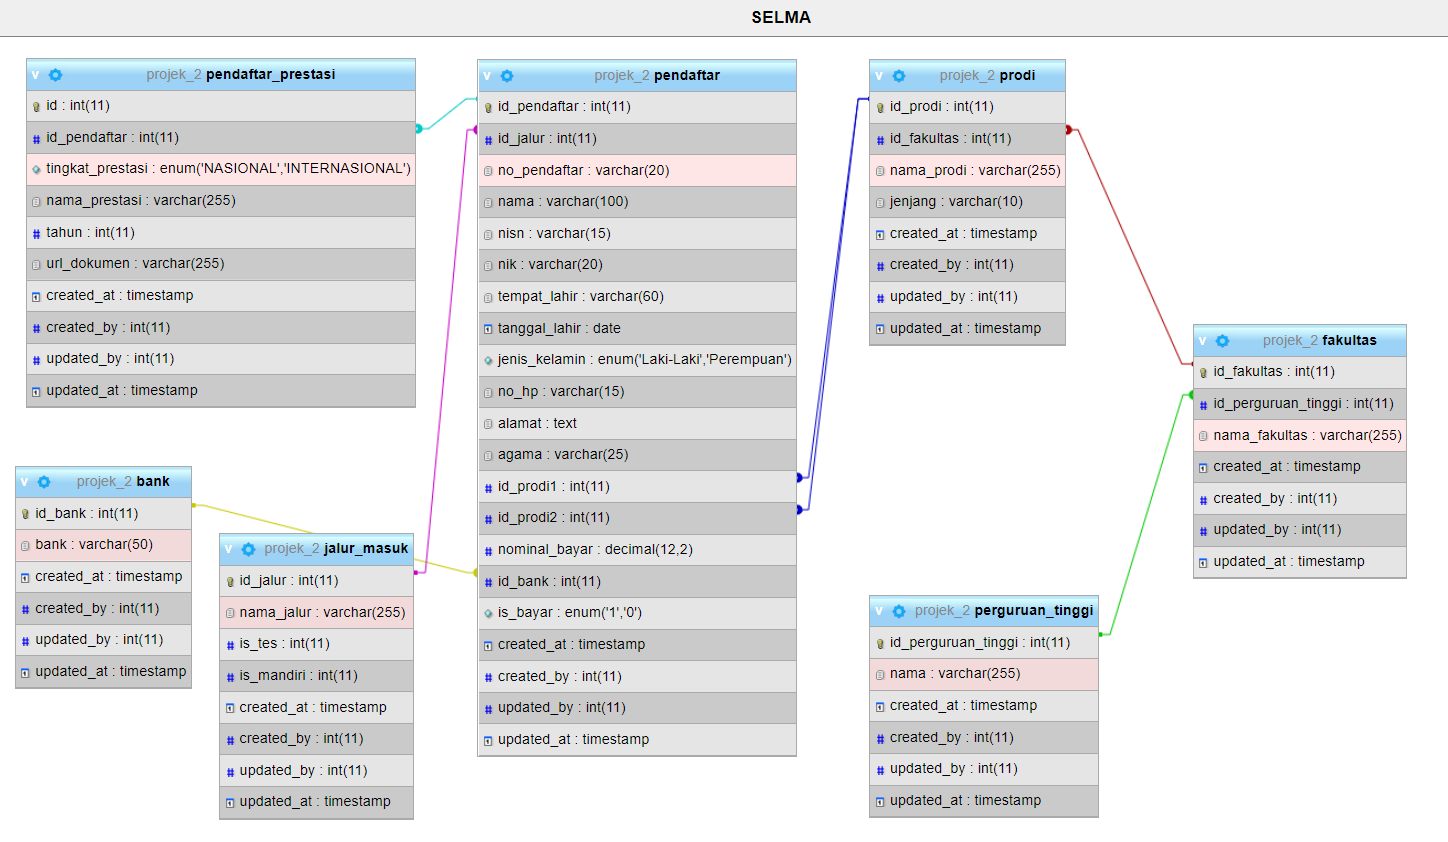 SELMA
v projek_2 pendaftar_prestasi
id : int(11)
# id_pendaftar : int(11)
tingkat_prestasi : enum('NASIONAL','INTERNASIONAL')
nama_prestasi : varchar(255)
# tahun : int(11)
url_dokumen : varchar(255)
created_at : timestamp
# created_by : int(11)
# updated_by : int(11)
updated_at : timestamp
v projek_2 bank
id_bank : int(11)
bank : varchar(50)
created_at : timestamp
# created_by : int(11)
# updated_by : int(11)
updated_at : timestamp
v projek_2 jalur_masuk
id_jalur : int(11)
nama_jalur : varchar(255)
# is_tes : int(11)
# is_mandiri : int(11)
created_at : timestamp
# created_by : int(11)
# updated_by : int(11)
updated_at : timestamp
v projek_2 pendaftar
id_pendaftar : int(11)
# id_jalur : int(11)
no_pendaftar : varchar(20)
nama : varchar(100)
nisn : varchar(15)
nik : varchar(20)
tempat_lahir : varchar(60)
tanggal_lahir : date
jenis_kelamin : enum('Laki-Laki','Perempuan')
no_hp : varchar(15)
alamat : text
agama : varchar(25)
# id_prodi1 : int(11)
# id_prodi2 : int(11)
# nominal_bayar : decimal(12,2)
# id_bank : int(11)
is_bayar : enum('1','0')
created_at : timestamp
# created_by : int(11)
# updated_by : int(11)
updated_at : timestamp
v projek_2 prodi
id_prodi : int(11)
# id_fakultas : int(11)
nama_prodi : varchar(255)
jenjang : varchar(10)
created_at : timestamp
# created_by : int(11)
# updated_by : int(11)
updated_at : timestamp
v projek_2 fakultas
id_fakultas : int(11)
# id_perguruan_tinggi : int(11)
nama_fakultas : varchar(255)
created_at : timestamp
# created_by : int(11)
# updated_by : int(11)
updated_at : timestamp
v projek_2 perguruan_tinggi
id_perguruan_tinggi : int(11)
nama : varchar(255)
created_at : timestamp
# created_by : int(11)
# updated_by : int(11)
updated_at : timestamp